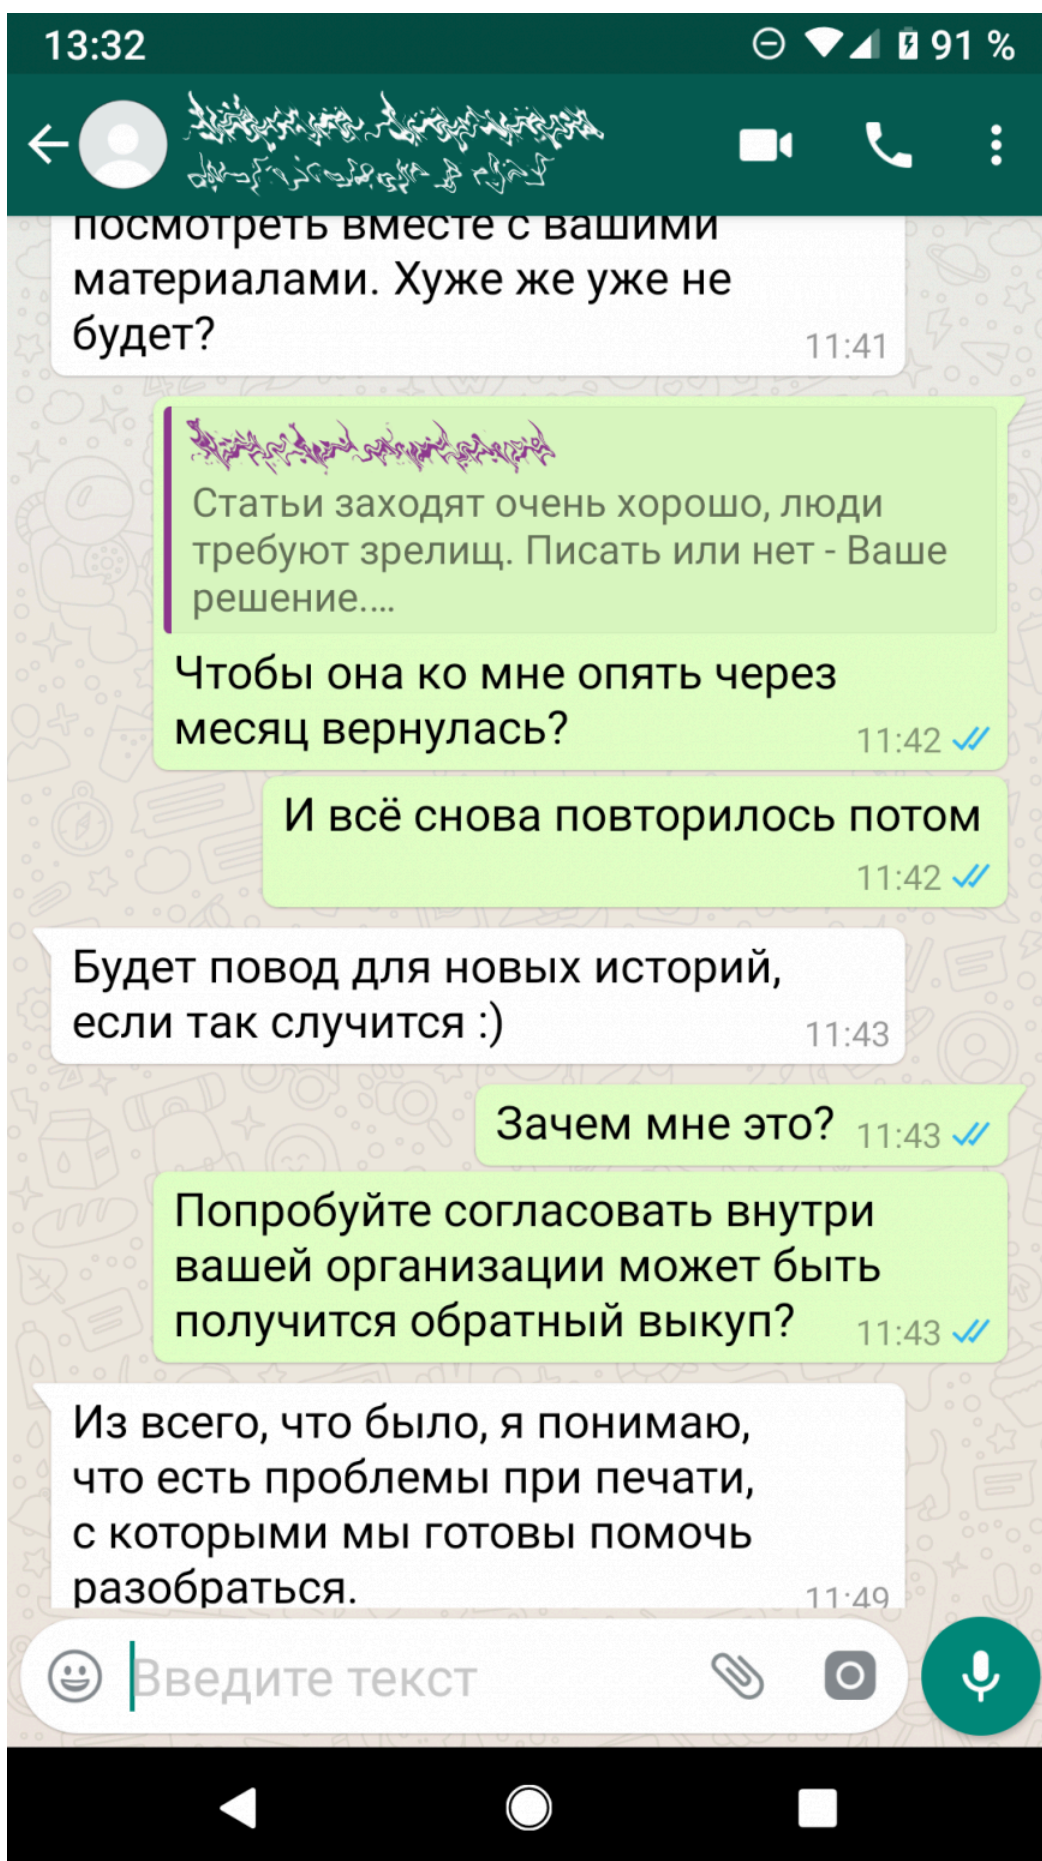 13:32
91 %
посмотреть вместе с вашими
материалами. Хуже же уже не
будет?
11:41
Статьи заходят очень хорошо, люди
требуют зрелищ. Писать или нет - Ваше
решение....
Чтобы она ко мне опять через
месяц вернулась?
11:42
И всё снова повторилось потом
11:42
Будет повод для новых историй,
если так случится :)
11:43
Зачем мне это? 11:43
Попробуйте согласовать внутри
вашей организации может быть
получится обратный выкуп? 11:43
Из всего, что было, я понимаю,
что есть проблемы при печати,
с которыми мы готовы помочь
разобраться.
11:49
Введите текст